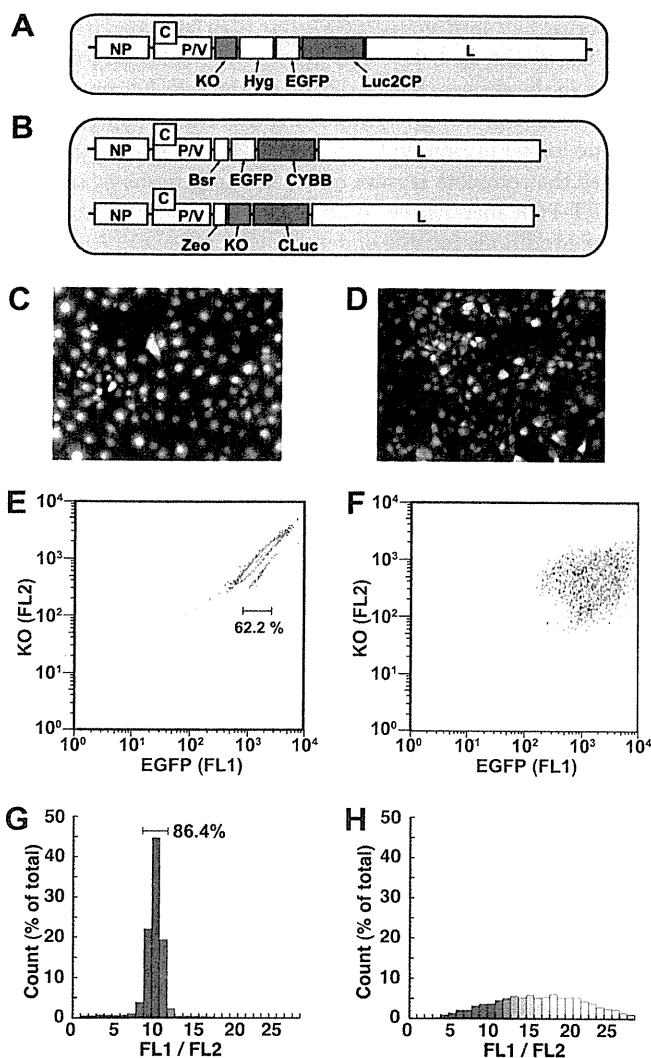 A
C
NP P/V L
KO Hyg EGFP Luc2CP
B
C
NP P/V L
Bsr EGFP CYBB
C
NP P/V L
Zeo KO CLuc
C
D
E
10⁴
10³
10²
10¹
10⁰
KO (FL2)
62.2 %
10⁰ 10¹ 10² 10³ 10⁴
EGFP (FL1)
F
10⁴
10³
10²
10¹
10⁰
KO (FL2)
10⁰ 10¹ 10² 10³ 10⁴
EGFP (FL1)
G
50
40
30
20
10
0
Count (% of total)
86.4%
0 5 10 15 20 25
FL1 / FL2
H
50
40
30
20
10
0
Count (% of total)
0 5 10 15 20 25
FL1 / FL2